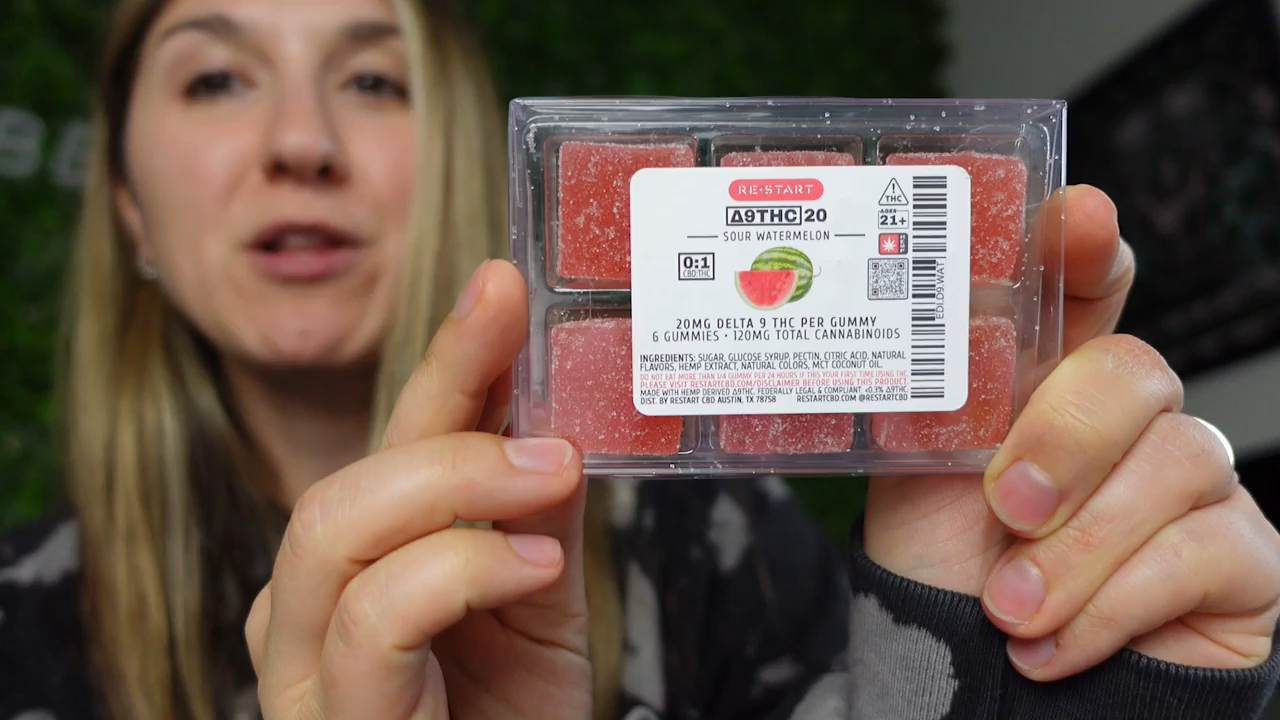 RE•START
Δ9THC 20
SOUR WATERMELON
0:1
CBD:THC
THC
AGES
21+
EDI.D9.WAT
20MG DELTA 9 THC PER GUMMY
6 GUMMIES • 120MG TOTAL CANNABINOIDS
INGREDIENTS: SUGAR, GLUCOSE SYRUP, PECTIN, CITRIC ACID, NATURAL
FLAVORS, HEMP EXTRACT, NATURAL COLORS, MCT COCONUT OIL.
DO NOT EAT MORE THAN 1/4 GUMMY PER 24 HOURS IF THIS YOUR FIRST TIME USING THC.
PLEASE VISIT RESTARTCBD.COM/DISCLAIMER BEFORE USING THIS PRODUCT.
MADE WITH HEMP DERIVED Δ9THC. FEDERALLY LEGAL & COMPLIANT <0.3% Δ9THC
DIST. BY RESTART CBD AUSTIN, TX 78758 RESTARTCBD.COM @RESTARTCBD